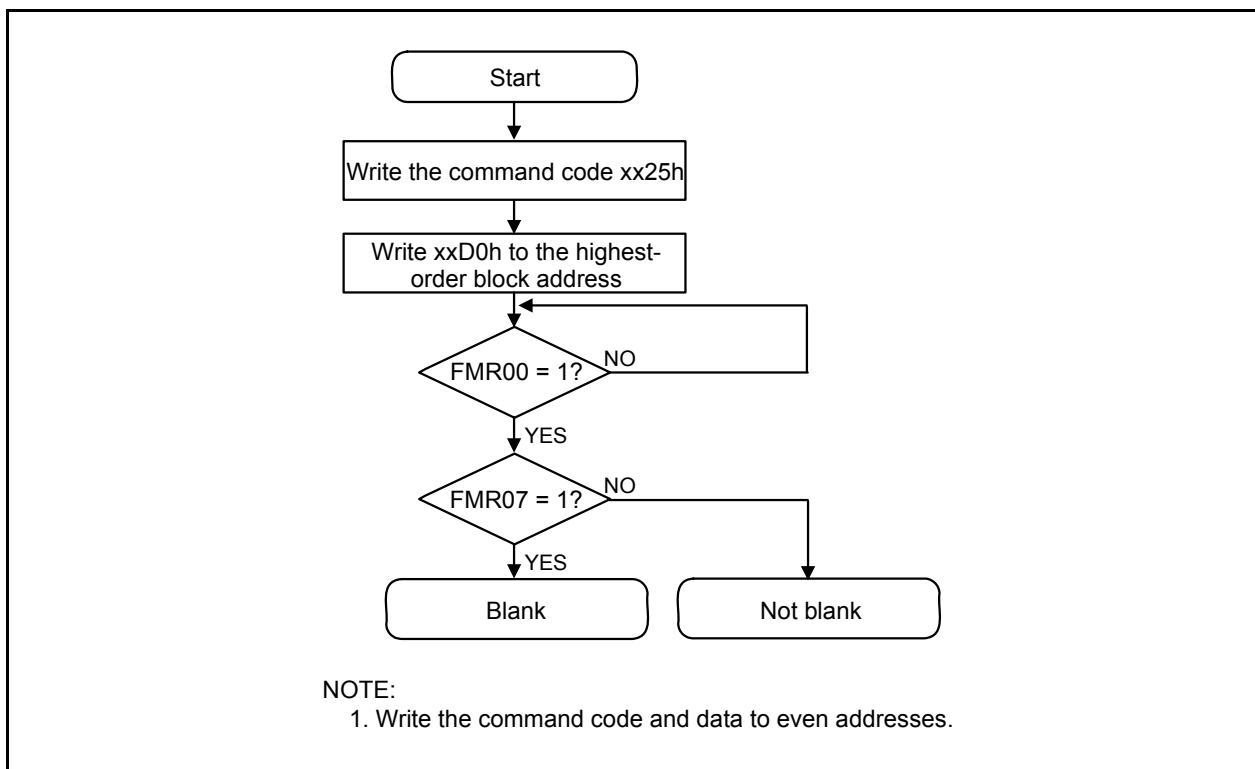 Start
Write the command code xx25h
Write xxD0h to the highest-
order block address
FMR00 = 1?
NO
YES
FMR07 = 1?
NO
YES
Blank
Not blank
NOTE:
1. Write the command code and data to even addresses.